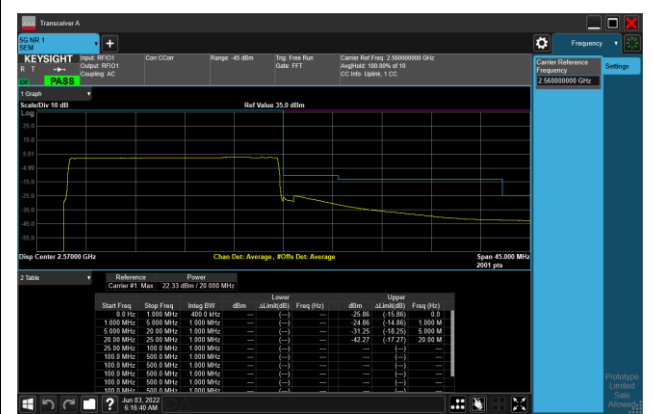 Transceiver A
5G NR 1
SEM
Frequency
KEYSIGHT
R T
PASS
Input: RFIO1
Output: RFIO1
Coupling: AC
Corr CCorr
Range: -45 dBm
Trig: Free Run
Gate: FFT
Carrier Ref Freq: 2.560000000 GHz
Avg|Hold: 100.00% of 10
CC Info: Uplink, 1 CC
Carrier Reference
Frequency
2.560000000 GHz
Settings
1 Graph
Scale/Div 10 dB
Ref Value 35.0 dBm
Log
25.0
15.0
5.01
-4.99
-15.0
-25.0
-35.0
-45.0
-55.0
Disp Center 2.57000 GHz
Chan Det: Average , #Offs Det: Average
Span 45.000 MHz
2001 pts
2 Table
Reference Power
Carrier #1 Max 22.33 dBm / 20.000 MHz
Lower Upper
Start Freq Stop Freq Integ BW dBm ΔLimit(dB) Freq (Hz) dBm ΔLimit(dB) Freq (Hz)
0.0 Hz 1.000 MHz 400.0 kHz --- (---) --- -25.86 (-15.86) 0.0
1.000 MHz 5.000 MHz 1.000 MHz --- (---) --- -24.86 (-14.86) 1.000 M
5.000 MHz 20.00 MHz 1.000 MHz --- (---) --- -31.25 (-18.25) 5.000 M
20.00 MHz 25.00 MHz 1.000 MHz --- (---) --- -42.27 (-17.27) 20.00 M
25.00 MHz 100.0 MHz 1.000 MHz --- (---) --- --- (---) ---
100.0 MHz 500.0 MHz 1.000 MHz --- (---) --- --- (---) ---
100.0 MHz 500.0 MHz 1.000 MHz --- (---) --- --- (---) ---
100.0 MHz 500.0 MHz 1.000 MHz --- (---) --- --- (---) ---
100.0 MHz 500.0 MHz 1.000 MHz --- (---) --- --- (---) ---
Jun 03, 2022
6:16:40 AM
Prototype
Limited
Sale
Allowed